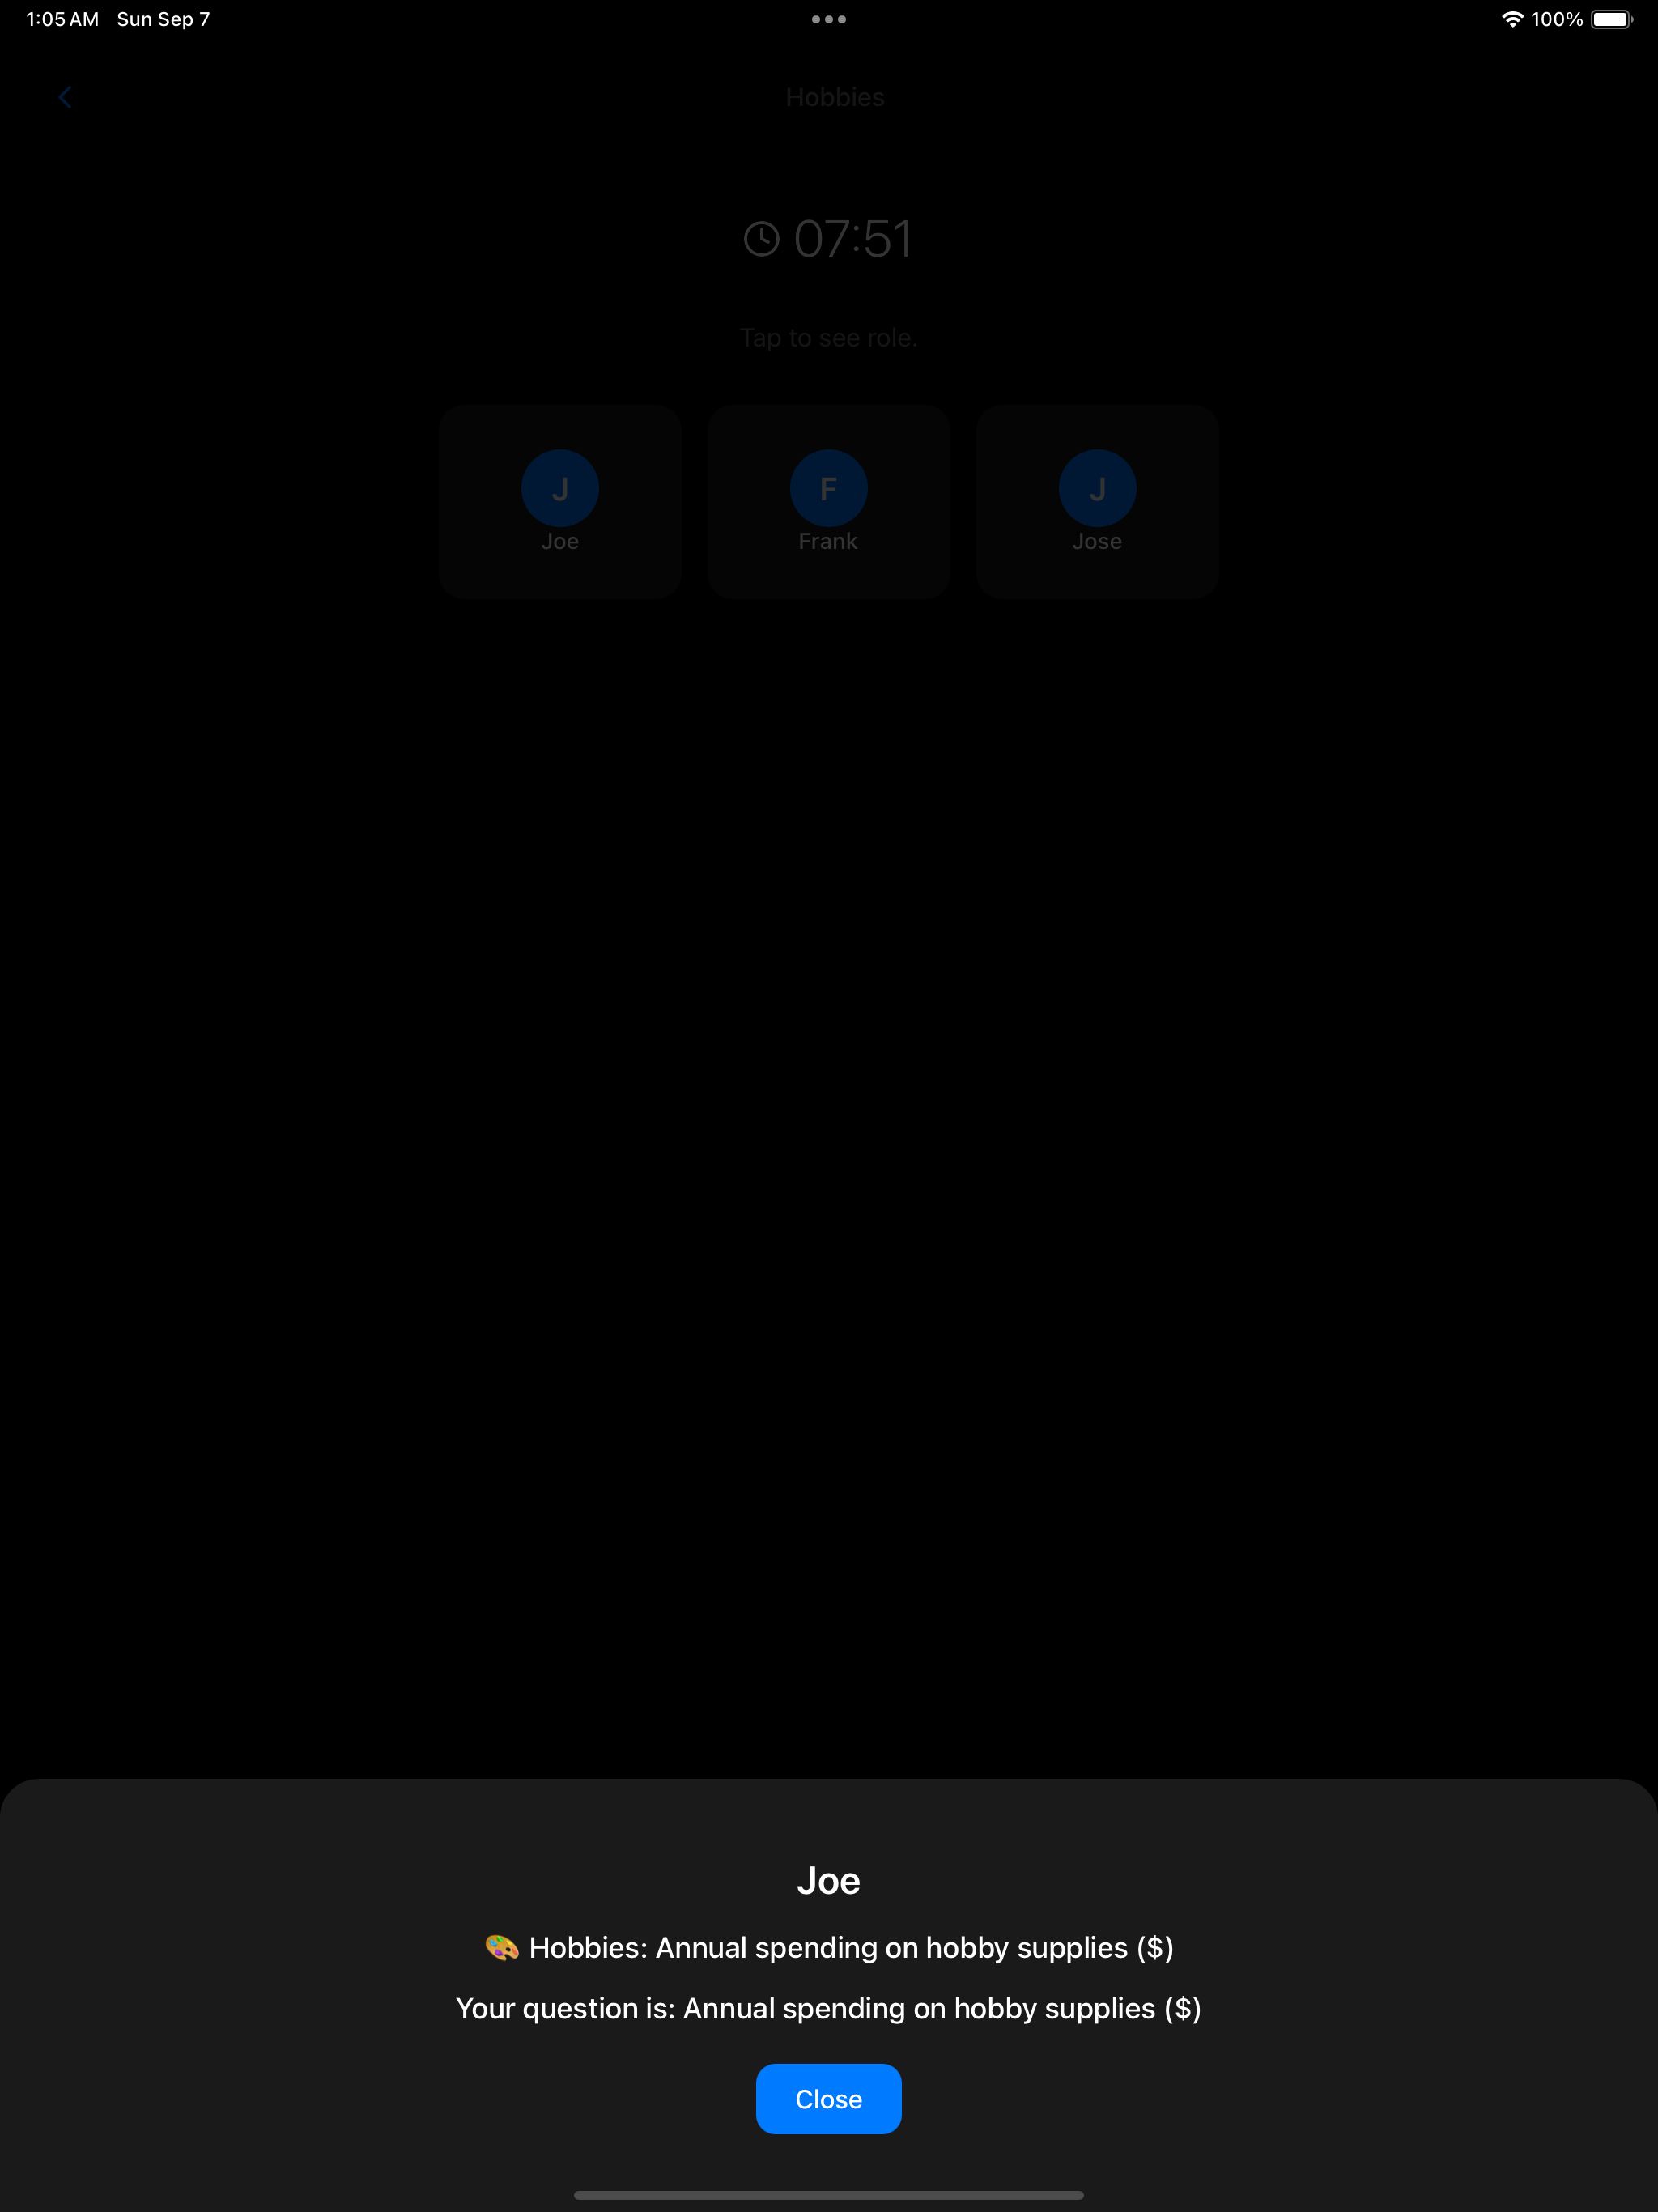 1:05 AM Sun Sep 7
100%
Hobbies
07:51
Tap to see role.
J
F
J
Joe
Frank
Jose
Joe
🎨 Hobbies: Annual spending on hobby supplies ($)
Your question is: Annual spending on hobby supplies ($)
Close